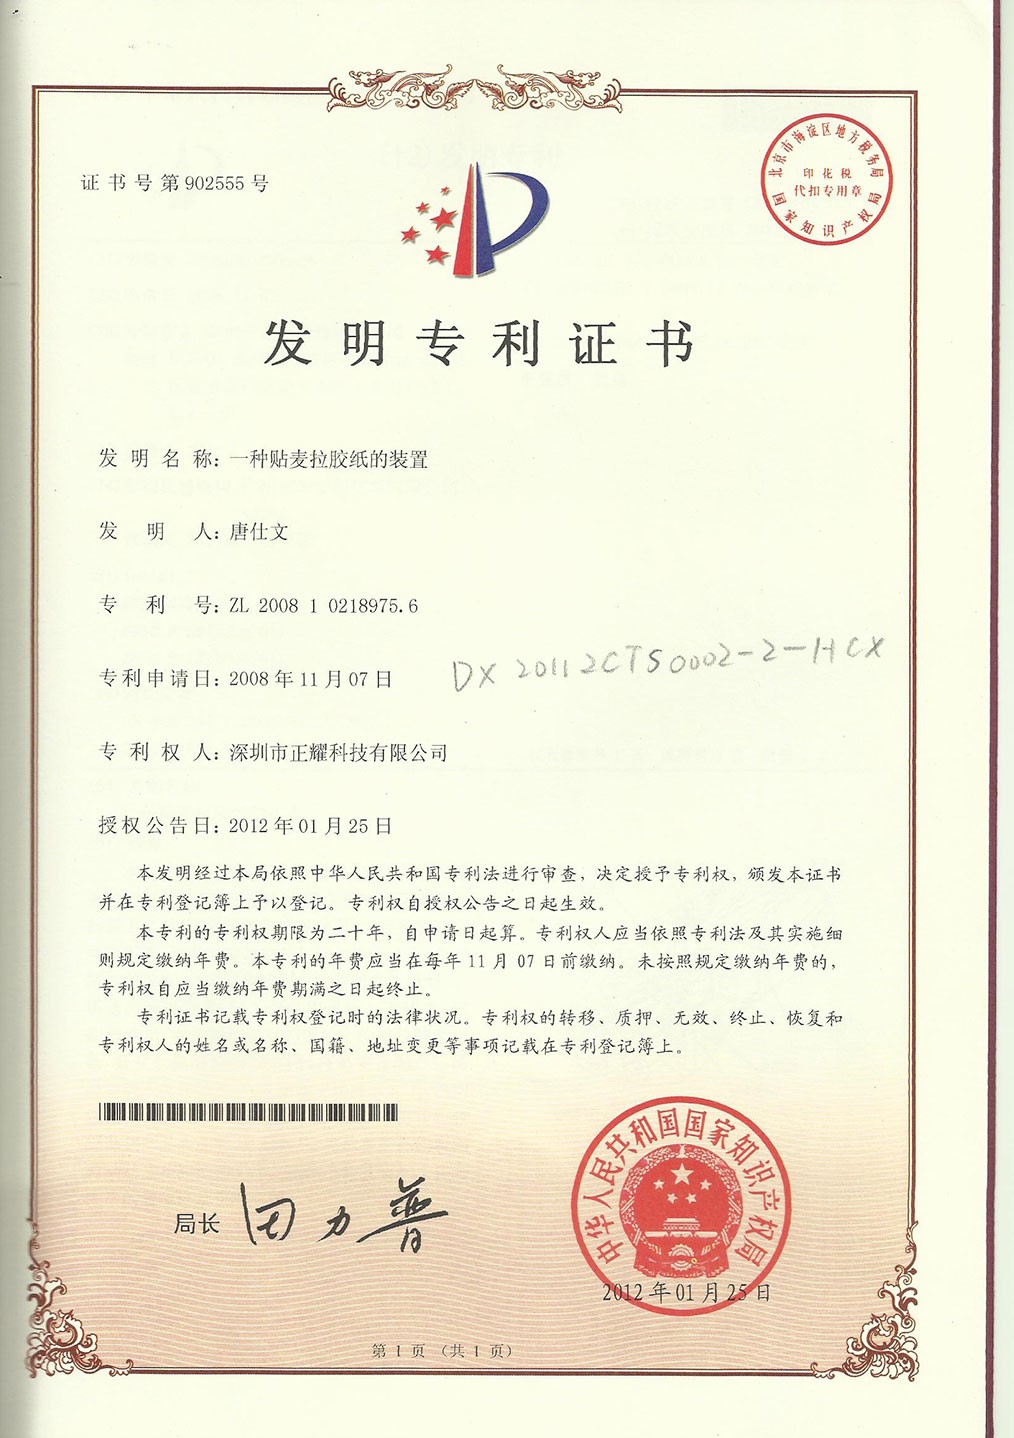 证书号第902555号
北京市海淀区地方税务局
印花税
代扣专用章
国家知识产权局
发明专利证书
发明名称：一种贴麦拉胶纸的装置
发明人：唐仕文
专利号：ZL 2008 1 0218975.6
DX 20112CTS0002-2-HCX
专利申请日：2008年11月07日
专利权人：深圳市正耀科技有限公司
授权公告日：2012年01月25日
本发明经过本局依照中华人民共和国专利法进行审查，决定授予专利权，颁发本证书
并在专利登记簿上予以登记。专利权自授权公告之日起生效。
本专利的专利权期限为二十年，自申请日起算。专利权人应当依照专利法及其实施细
则规定缴纳年费。本专利的年费应当在每年11月07日前缴纳。未按照规定缴纳年费的，
专利权自应当缴纳年费期满之日起终止。
专利证书记载专利权登记时的法律状况。专利权的转移、质押、无效、终止、恢复和
专利权人的姓名或名称、国籍、地址变更等事项记载在专利登记簿上。
局长
田力普
中华人民共和国国家知识产权局
2012年01月25日
第1页（共1页）